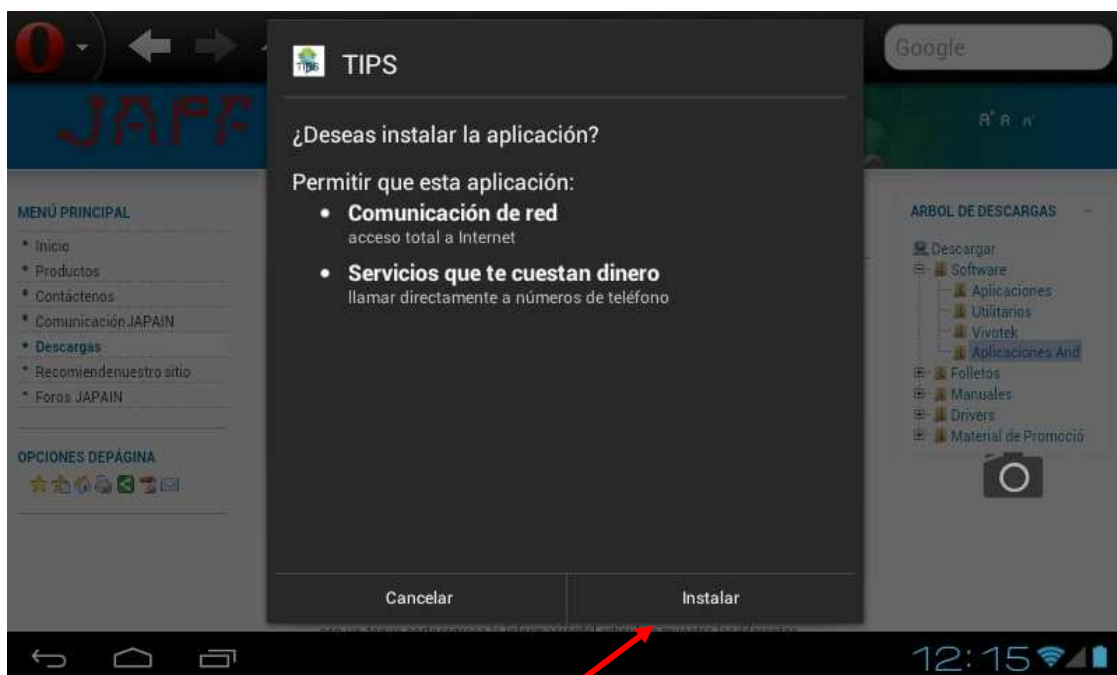 Google
TIPS
JAPA
¿Deseas instalar la aplicación?
Permitir que esta aplicación:
• Comunicación de red
acceso total a Internet
• Servicios que te cuestan dinero
llamar directamente a números de teléfono
Cancelar
Instalar
MENÚ PRINCIPAL
Inicio
Productos
Contáctenos
Comunicación JAPAIN
Descargas
Recomiendenuestro sitio
Foros JAPAIN
OPCIONES DEPÁGINA
ARBOL DE DESCARGAS
Descargar
Software
Aplicaciones
Utilitarios
Vivotek
Aplicaciones And
Folletos
Manuales
Drivers
Material de Promoció
12:15